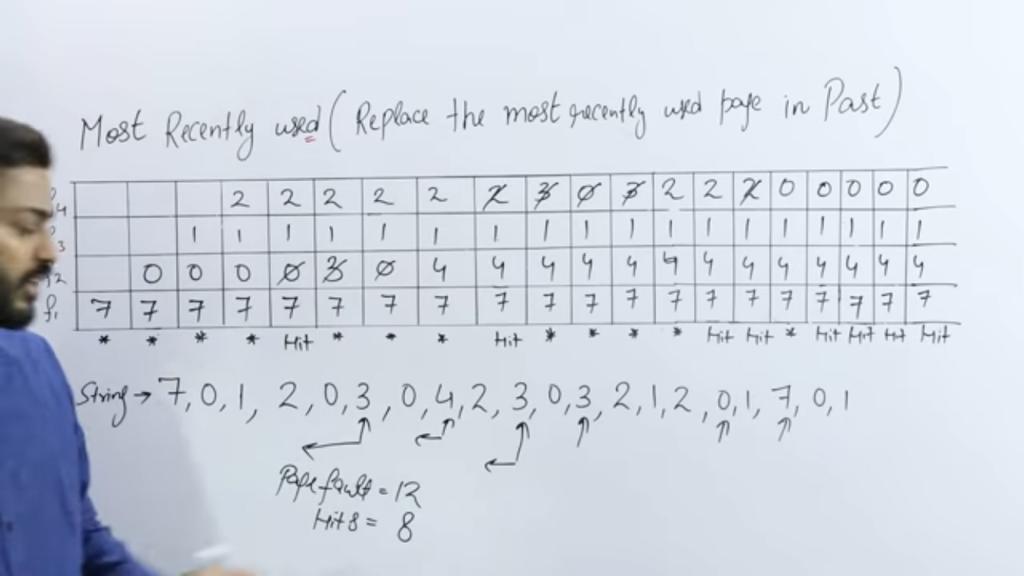 Most Recently used (Replace the most recently used page in Past)
4 2 2 2 2 2 2 3 0 3 2 2 2 0 0 0 0 0
3 1 1 1 1 1 1 1 1 1 1 1 1 1 1 1 1 1 1
2 0 0 0 0 3 0 4 4 4 4 4 4 4 4 4 4 4 4 4
f1 7 7 7 7 7 7 7 7 7 7 7 7 7 7 7 7 7 7 7 7
* * * * Hit * * * Hit * * * * Hit Hit * Hit Hit Hit Hit
String → 7, 0, 1, 2, 0, 3, 0, 4, 2, 3, 0, 3, 2, 1, 2, 0, 1, 7, 0, 1
Page fault = 12
Hit8 = 8